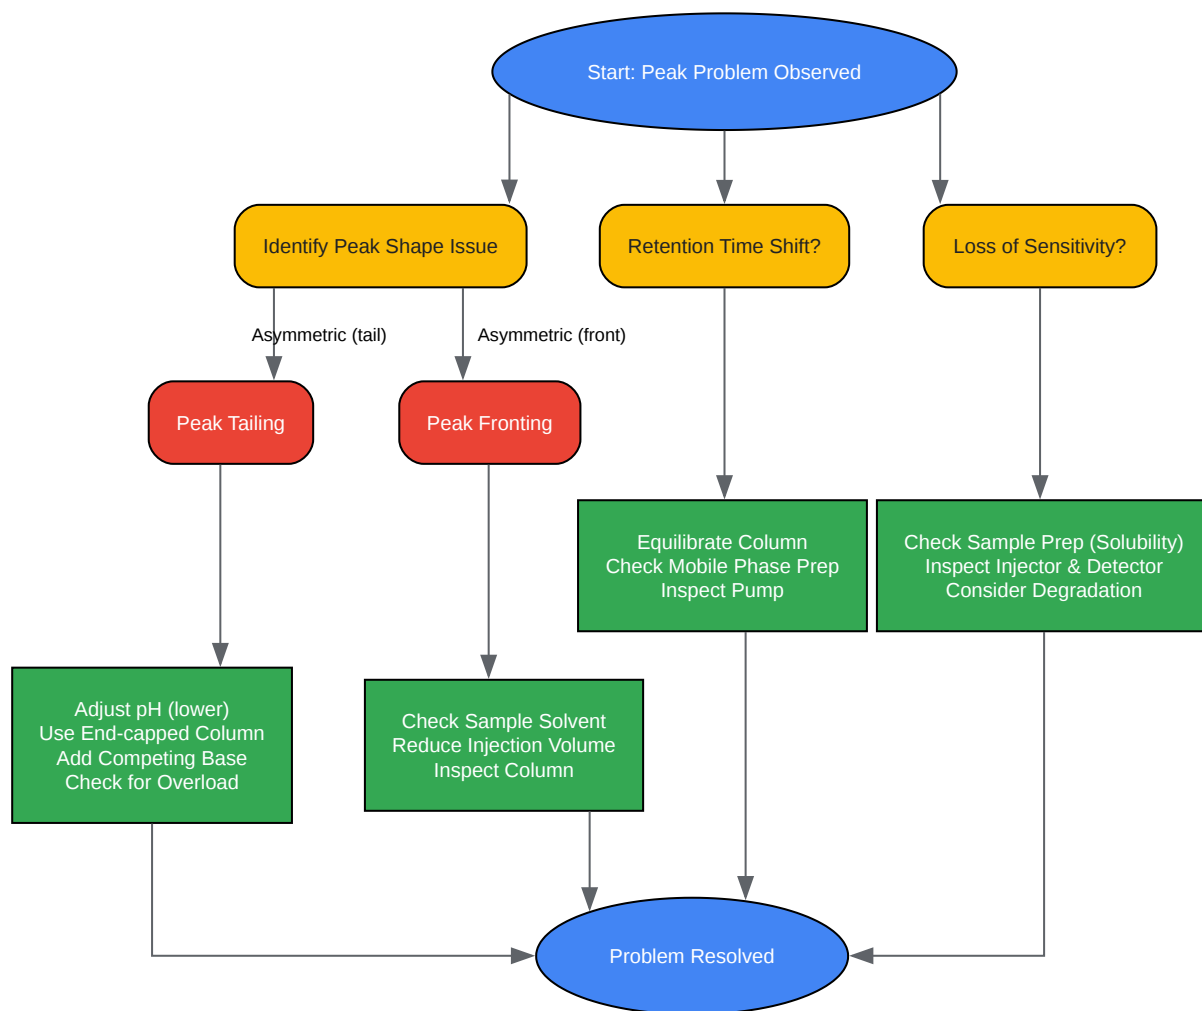 Start: Peak Problem Observed
Identify Peak Shape Issue
Retention Time Shift?
Loss of Sensitivity?
Asymmetric (tail)
Asymmetric (front)
Peak Tailing
Peak Fronting
Equilibrate Column
Check Mobile Phase Prep
Inspect Pump
Check Sample Prep (Solubility)
Inspect Injector & Detector
Consider Degradation
Adjust pH (lower)
Use End-capped Column
Add Competing Base
Check for Overload
Check Sample Solvent
Reduce Injection Volume
Inspect Column
Problem Resolved